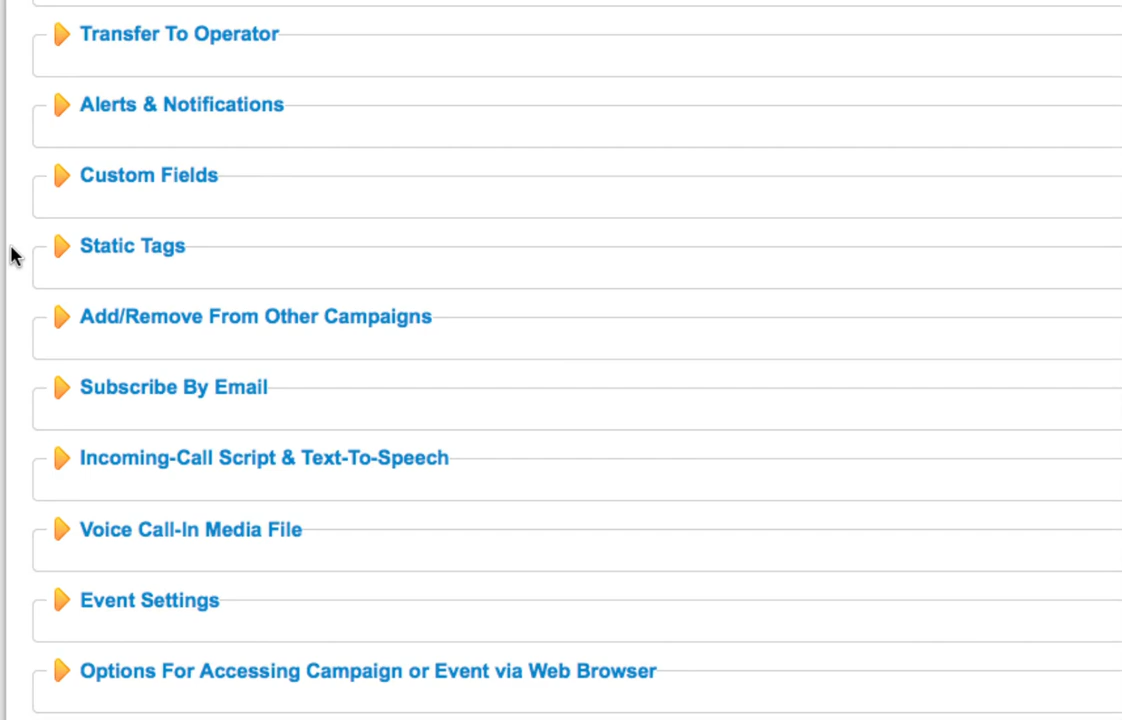 Transfer To Operator
Alerts & Notifications
Custom Fields
Static Tags
Add/Remove From Other Campaigns
Subscribe By Email
Incoming-Call Script & Text-To-Speech
Voice Call-In Media File
Event Settings
Options For Accessing Campaign or Event via Web Browser